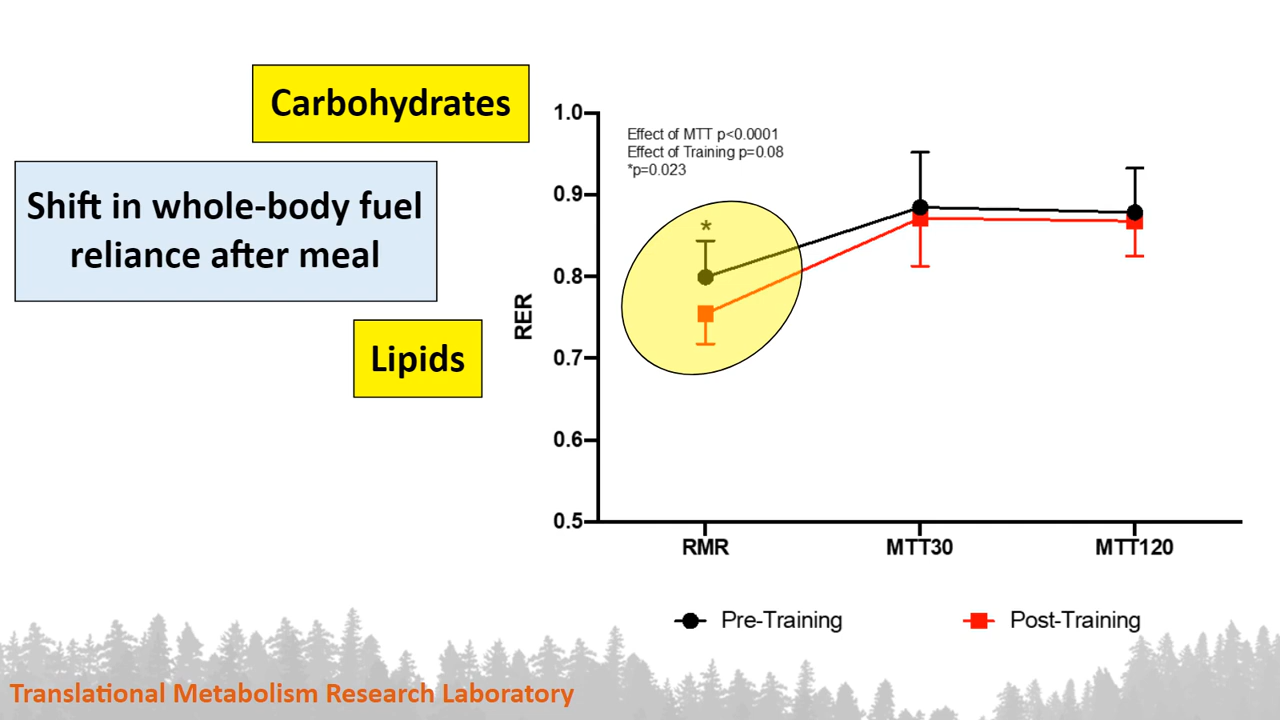 Carbohydrates
Shift in whole-body fuel
reliance after meal
Lipids
Effect of MTT p<0.0001
Effect of Training p=0.08
*p=0.023
*
RER
1.0
0.9
0.8
0.7
0.6
0.5
RMR
MTT30
MTT120
Pre-Training
Post-Training
Translational Metabolism Research Laboratory